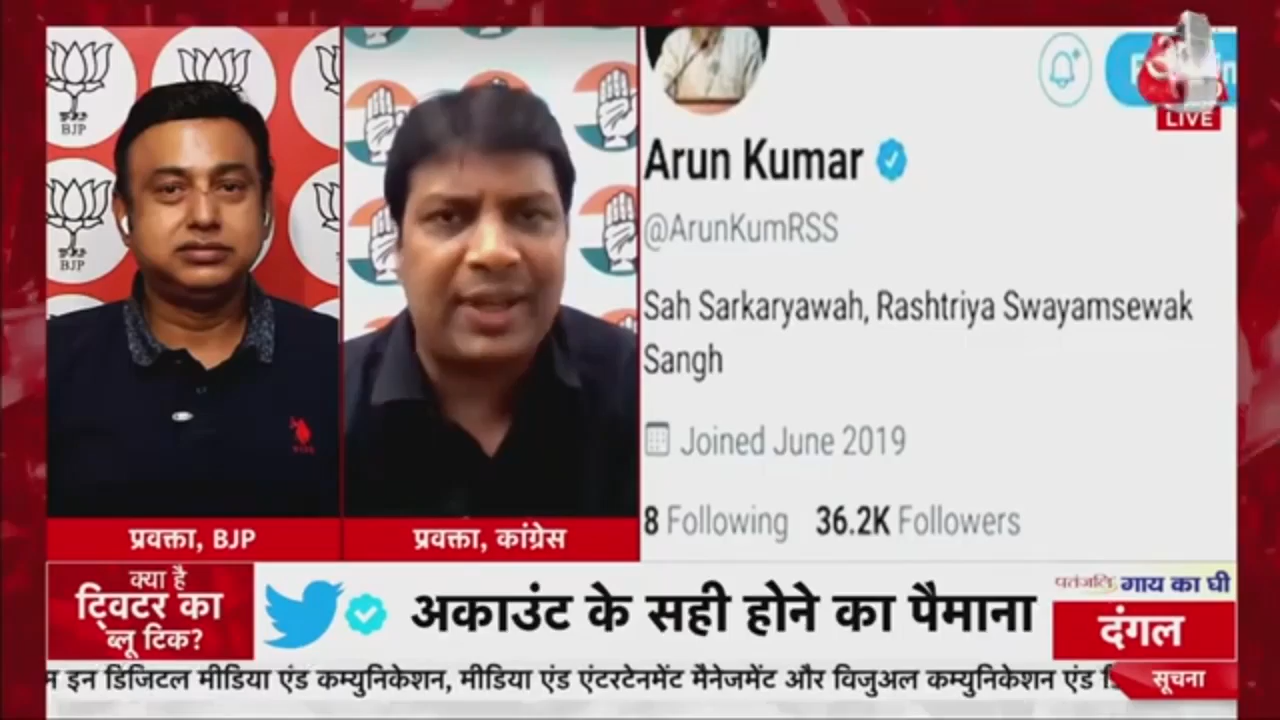 BJP
BJP
BJP
LIVE
Arun Kumar
@ArunKumRSS
Sah Sarkaryawah, Rashtriya Swayamsewak
Sangh
Joined June 2019
8 Following 36.2K Followers
प्रवक्ता, BJP
प्रवक्ता, कांग्रेस
क्या है
ट्विटर का
ब्लू टिक?
अकाउंट के सही होने का पैमाना
पतंजलि गाय का घी
दंगल
इन डिजिटल मीडिया एंड कम्युनिकेशन, मीडिया एंड एंटरटेनमेंट मैनेजमेंट और विजुअल कम्युनिकेशन एंड
सूचना